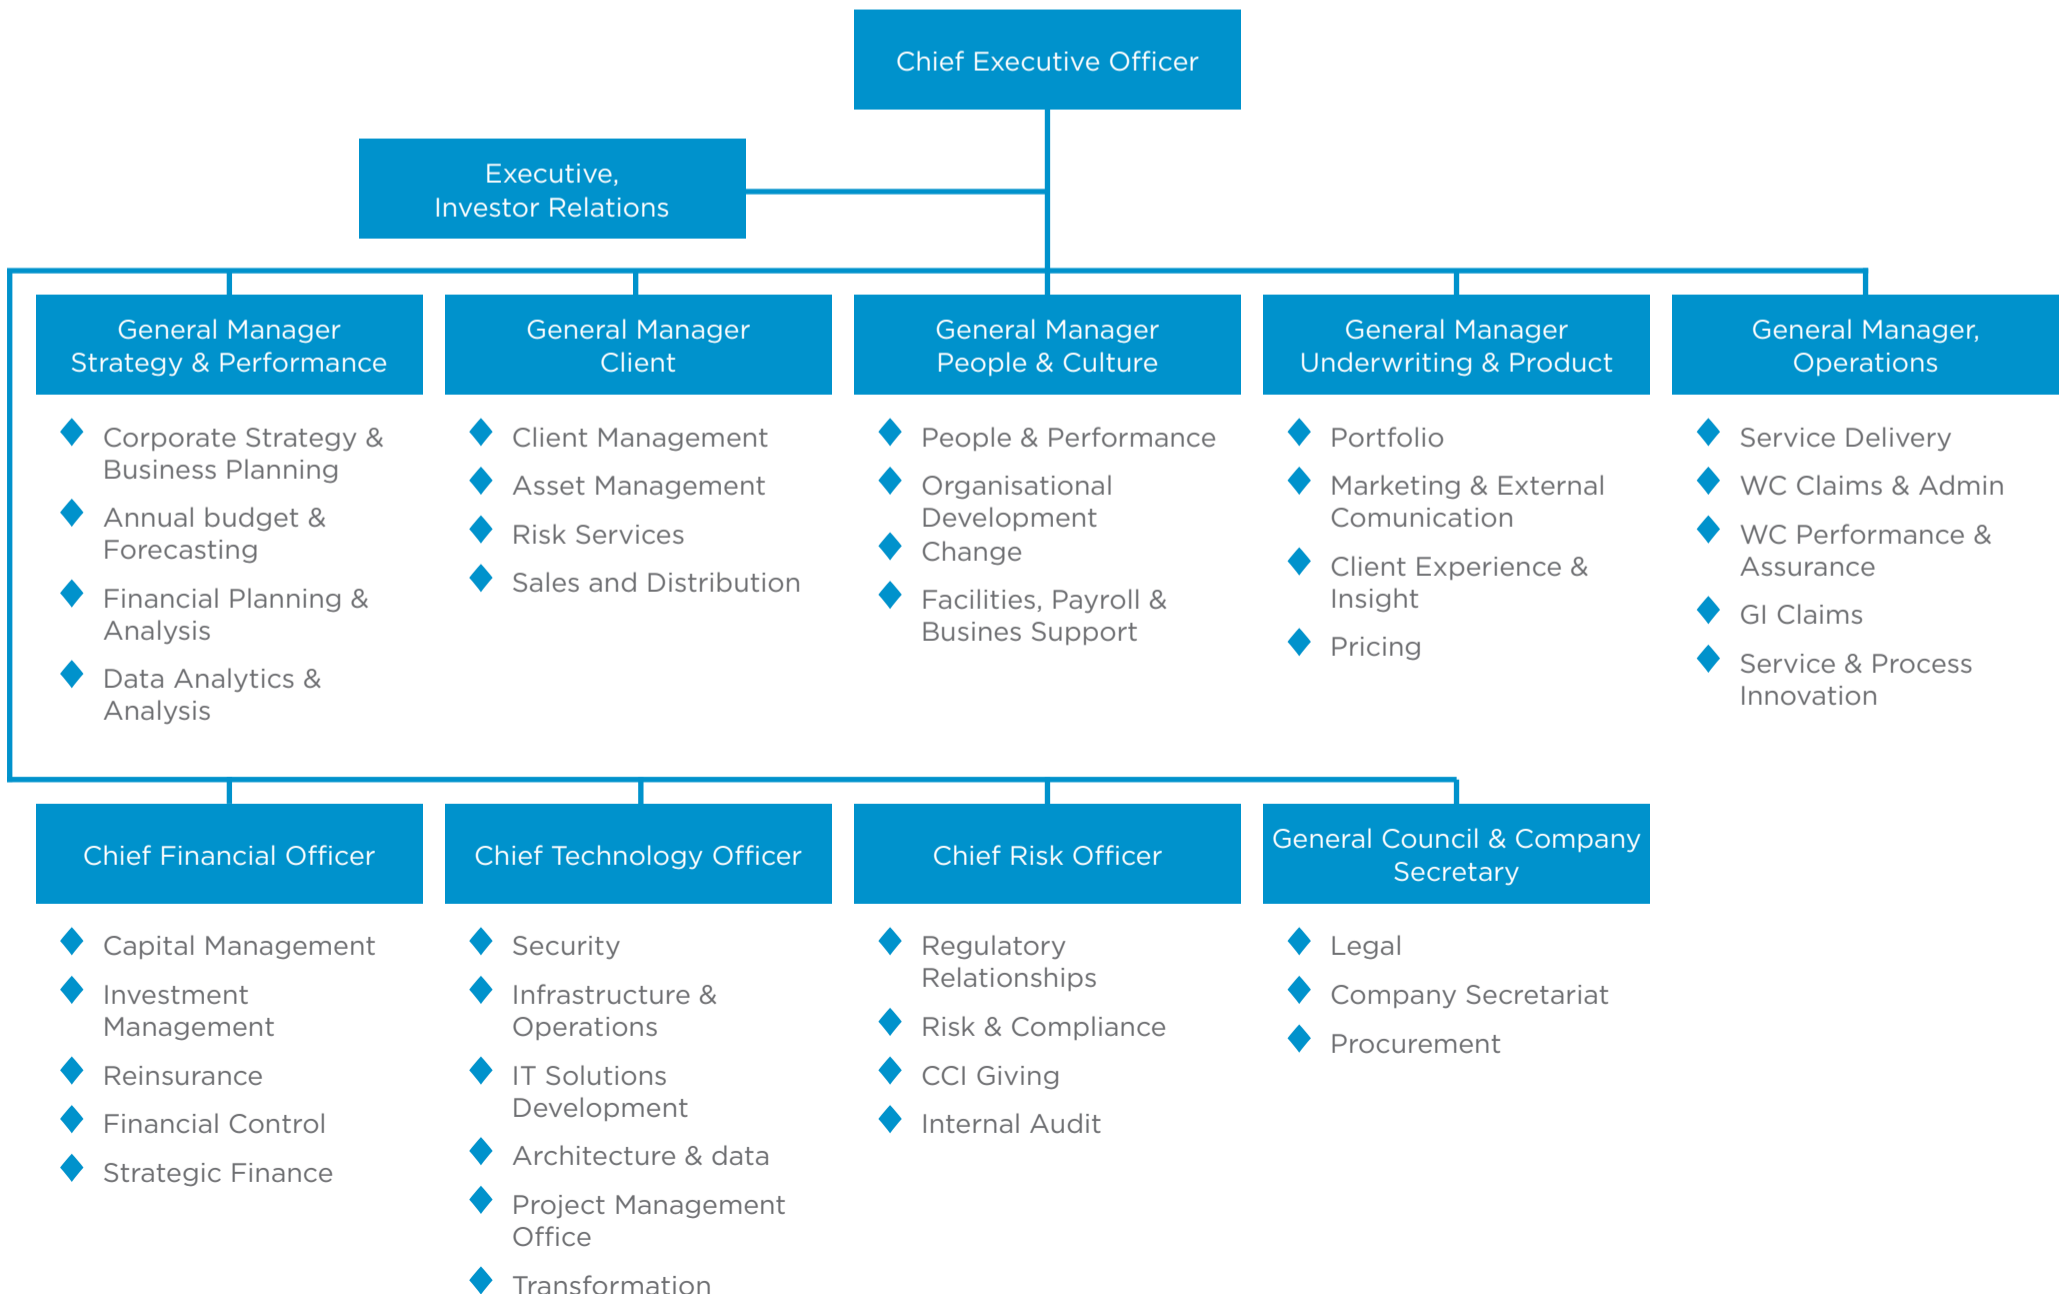 Chief Executive Officer
Executive,
Investor Relations
General Manager
Strategy & Performance
Corporate Strategy &
Business Planning
Annual budget &
Forecasting
Financial Planning &
Analysis
Data Analytics &
Analysis
General Manager
Client
Client Management
Asset Management
Risk Services
Sales and Distribution
General Manager
People & Culture
People & Performance
Organisational
Development
Change
Facilities, Payroll &
Busines Support
General Manager
Underwriting & Product
Portfolio
Marketing & External
Comunication
Client Experience &
Insight
Pricing
General Manager,
Operations
Service Delivery
WC Claims & Admin
WC Performance &
Assurance
GI Claims
Service & Process
Innovation
Chief Financial Officer
Capital Management
Investment
Management
Reinsurance
Financial Control
Strategic Finance
Chief Technology Officer
Security
Infrastructure &
Operations
IT Solutions
Development
Architecture & data
Project Management
Office
Transformation
Chief Risk Officer
Regulatory
Relationships
Risk & Compliance
CCI Giving
Internal Audit
General Council & Company
Secretary
Legal
Company Secretariat
Procurement